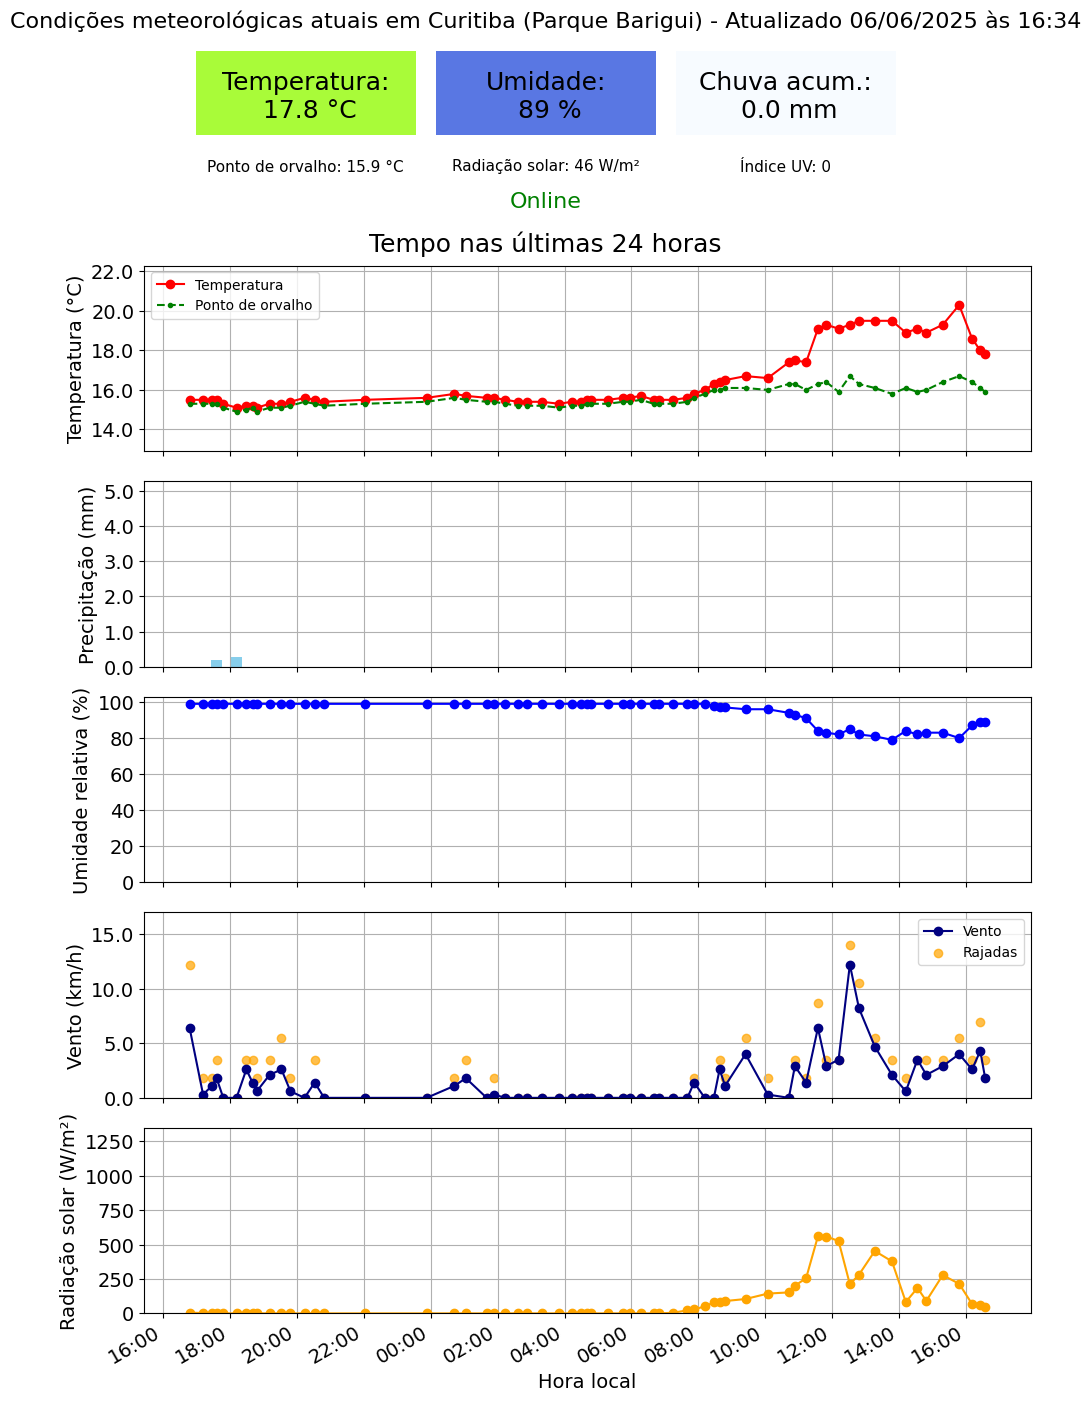 Condições meteorológicas atuais em Curitiba (Parque Barigui) - Atualizado 06/06/2025 às 16:34
Temperatura:
17.8 °C
Umidade:
89 %
Chuva acum.:
0.0 mm
Ponto de orvalho: 15.9 °C
Radiação solar: 46 W/m²
Índice UV: 0
Online
Tempo nas últimas 24 horas
Temperatura (°C)
22.0
20.0
18.0
16.0
14.0
Temperatura
Ponto de orvalho
Precipitação (mm)
5.0
4.0
3.0
2.0
1.0
0.0
Umidade relativa (%)
100
80
60
40
20
0
Vento (km/h)
15.0
10.0
5.0
0.0
Vento
Rajadas
Radiação solar (W/m²)
1250
1000
750
500
250
0
16:00
18:00
20:00
22:00
00:00
02:00
04:00
06:00
08:00
10:00
12:00
14:00
16:00
Hora local